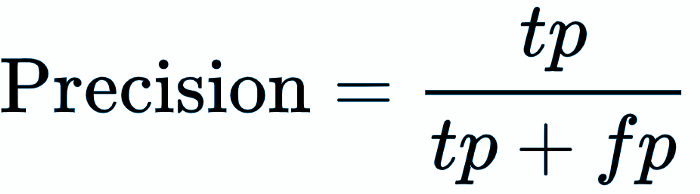 Precision = tp / tp + fp